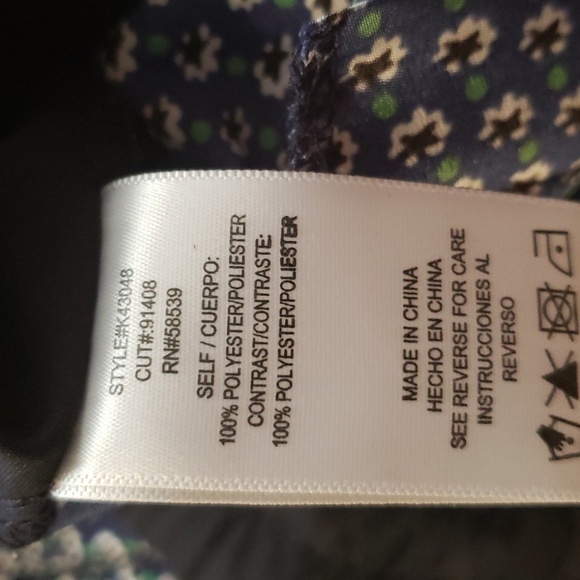 STYLE#K43048
CUT#:91408
RN#58539
SELF / CUERPO:
100% POLYESTER/POLIESTER
CONTRAST/CONTRASTE:
100% POLYESTER/POLIESTER
MADE IN CHINA
HECHO EN CHINA
SEE REVERSE FOR CARE
INSTRUCCIONES AL
REVERSO